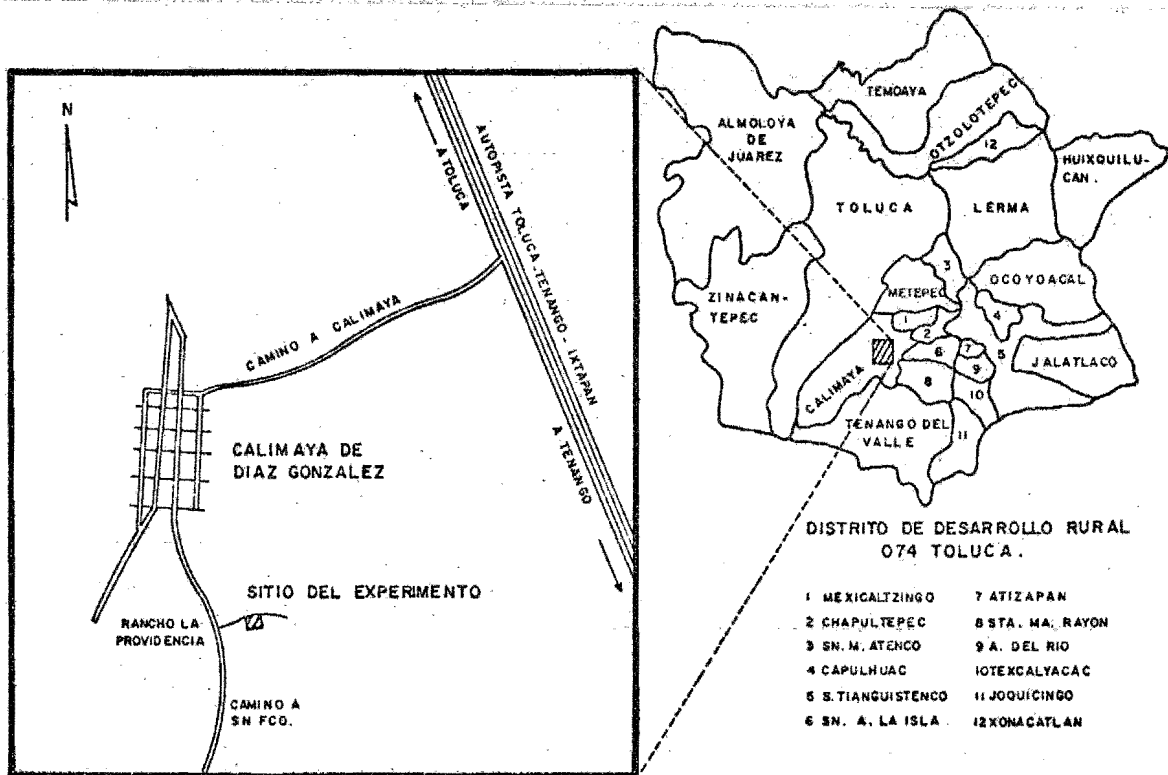 N
A TOLUCA
AUTOPISTA TOLUCA-TENANGO-IXTAPAN
A TENANGO
CAMINO A CALIMAYA
CALIMAYA DE
DIAZ GONZALEZ
SITIO DEL EXPERIMENTO
RANCHO LA
PROVIDENCIA
CAMINO A
SN FCO.
TEMOAYA
OTZOLOTEPEC
12
ALMOLOYA
DE
JUAREZ
HUIXQUILU-
CAN.
TOLUCA
LERMA
3
OCOYOACAL
METEPEC
ZINACAN-
TEPEC
4
1
2
7
5
6
JALATLACO
9
8
CALIMAYA
10
TENANGO DEL
VALLE
11
DISTRITO DE DESARROLLO RURAL
074 TOLUCA.
1 MEXICALTZINGO
2 CHAPULTEPEC
3 SN. M. ATENCO
4 CAPULHUAC
5 S. TIANGUISTENCO
6 SN. A. LA ISLA
7 ATIZAPAN
8 STA. MA. RAYON
9 A. DEL RIO
10 TEXCALYACAC
11 JOQUICINGO
12 XONACATLAN